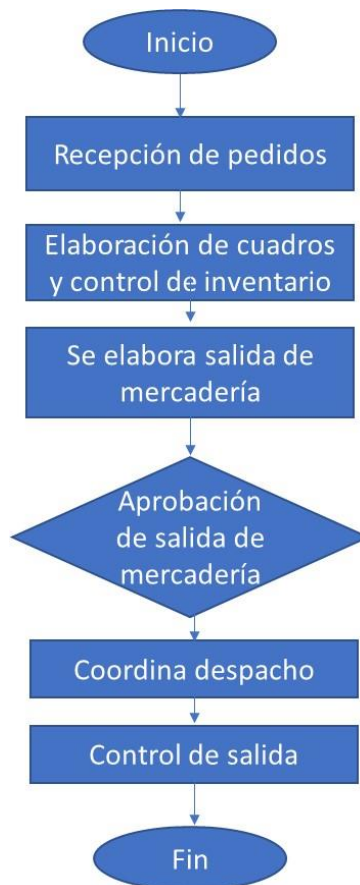 Inicio
Recepción de pedidos
Elaboración de cuadros
y control de inventario
Se elabora salida de
mercadería
Aprobación
de salida de
mercadería
Coordina despacho
Control de salida
Fin